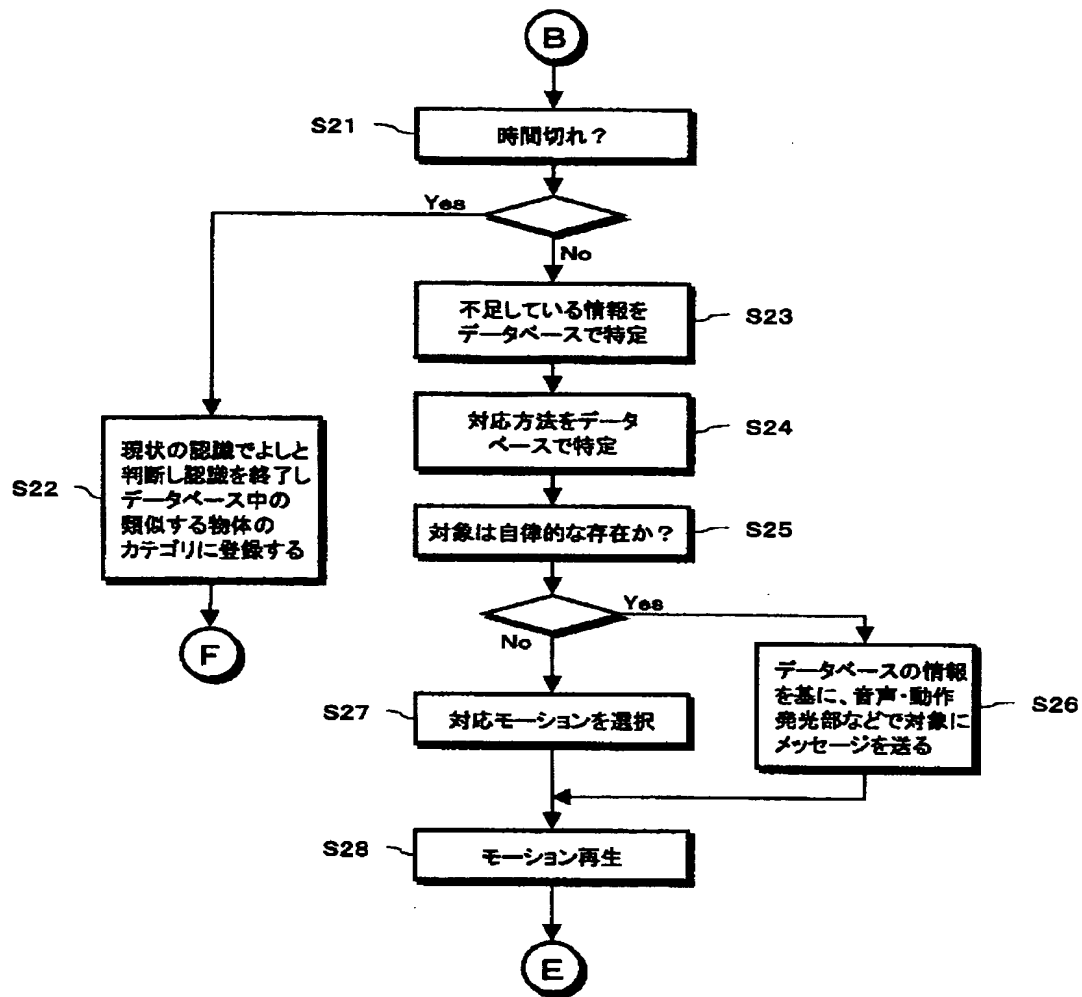 B
S21
時間切れ?
Yes
No
不足している情報を
データベースで特定
S23
対応方法をデータ
ベースで特定
S24
S22
現状の認識でよしと
判断し認識を終了し
データベース中の
類似する物体の
カテゴリに登録する
F
対象は自律的な存在か?
S25
Yes
No
データベースの情報
を基に、音声・動作
発光部などで対象に
メッセージを送る
S26
S27
対応モーションを選択
S28
モーション再生
E